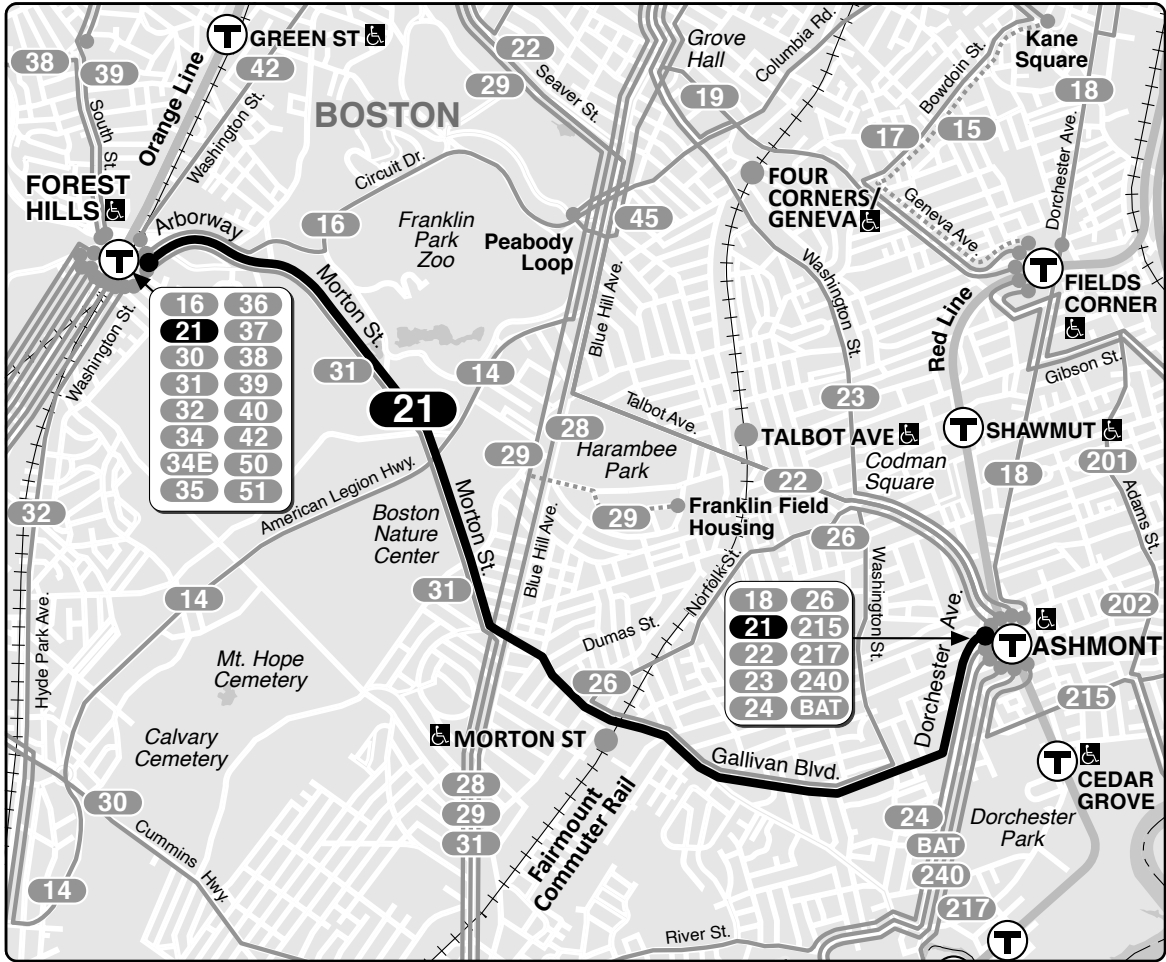 GREEN ST
22
Grove
Hall
Columbia Rd.
Kane
Square
38
39
42
29
Seaver St.
19
Bowdoin St.
18
Orange Line
South St.
Washington St.
BOSTON
17
15
Dorchester Ave.
Circuit Dr.
FOREST
HILLS
T
Arborway
16
Franklin
Park
Zoo
Peabody
Loop
45
FOUR
CORNERS/
GENEVA
Geneva Ave.
T
FIELDS
CORNER
Washington St.
16 36
21 37
30 38
31 39
32 40
34 42
34E 50
35 51
Morton St.
Blue Hill Ave.
Washington St.
Red Line
Gibson St.
31
14
21
23
Talbot Ave.
28
Harambee
Park
TALBOT AVE
T
SHAWMUT
Codman
Square
18
201
29
22
Adams St.
American Legion Hwy.
Morton St.
Boston
Nature
Center
29
Franklin Field
Housing
26
32
Blue Hill Ave.
Norfolk St.
Washington St.
31
14
Dumas St.
18 26
21 215
22 217
23 240
24 BAT
202
T
ASHMONT
Hyde Park Ave.
Mt. Hope
Cemetery
26
Dorchester Ave.
215
Calvary
Cemetery
MORTON ST
Gallivan Blvd.
T
CEDAR
GROVE
28
29
31
30
Cummins Hwy.
Fairmount
Commuter Rail
24
BAT
240
217
Dorchester
Park
14
River St.
T
T